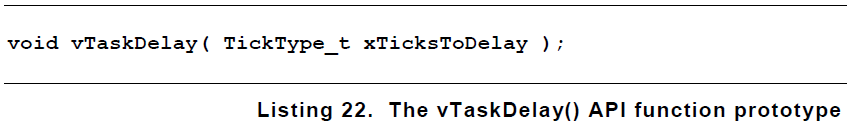 void vTaskDelay( TickType_t xTicksToDelay );
Listing 22. The vTaskDelay() API function prototype